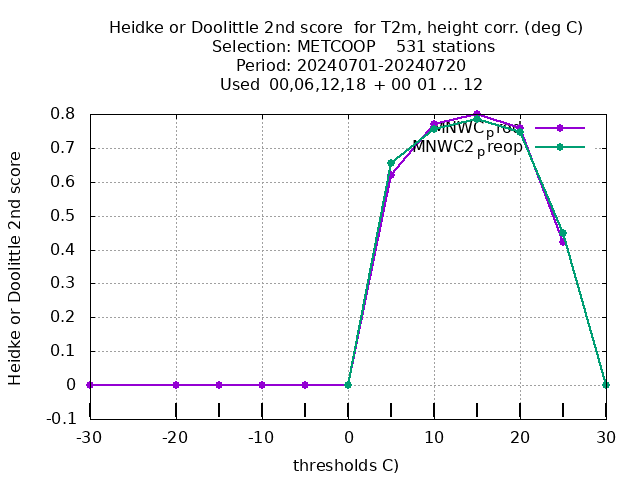 Heidke or Doolittle 2nd score  for T2m, height corr. (deg C)
Selection: METCOOP    531 stations
Period: 20240701-20240720
Used  00,06,12,18  + 00 01 ... 12
Heidke or Doolittle 2nd score
0.8
0.7
0.6
0.5
0.4
0.3
0.2
0.1
0
-0.1
MNWC2preop
-30
-20
-10
0
10
20
30
thresholds C)